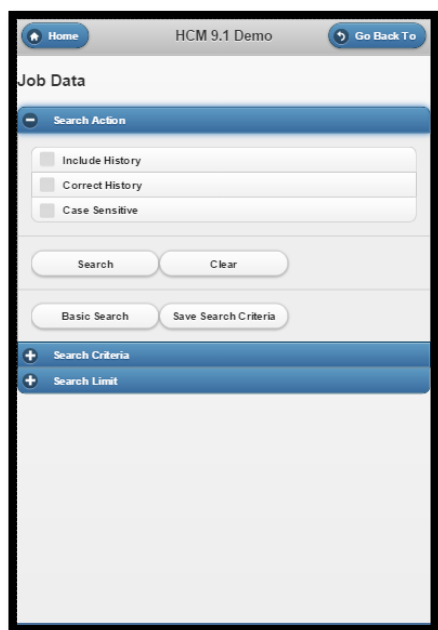 Home HCM 9.1 Demo Go Back To
Job Data
Search Action
Include History
Correct History
Case Sensitive
Search Clear
Basic Search Save Search Criteria
Search Criteria
Search Limit